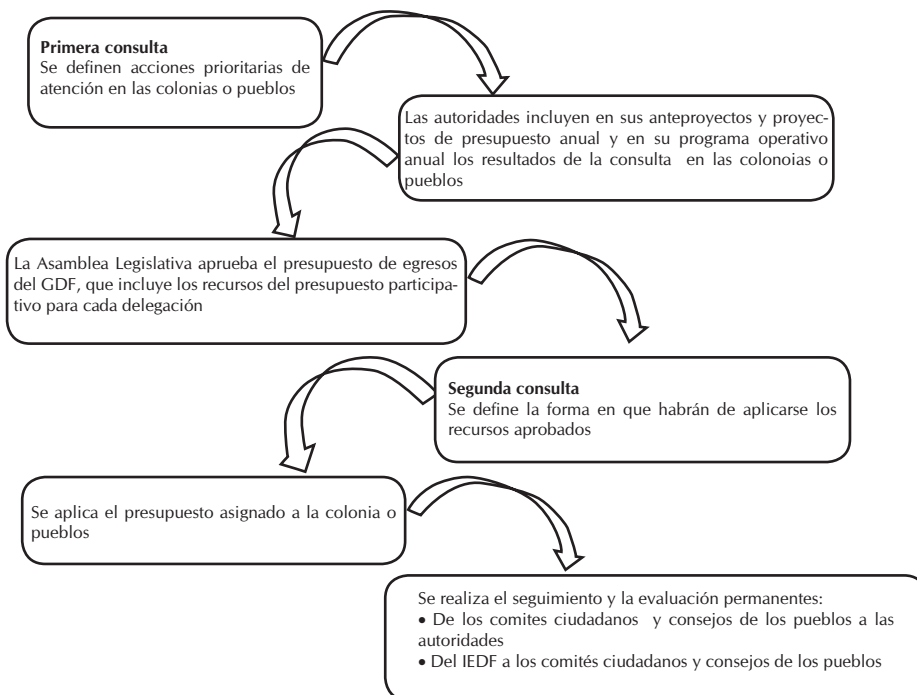 Primera consulta
Se definen acciones prioritarias de
atención en las colonias o pueblos
Las autoridades incluyen en sus anteproyectos y proyec-
tos de presupuesto anual y en su programa operativo
anual los resultados de la consulta en las colonoias o
pueblos
La Asamblea Legislativa aprueba el presupuesto de egresos
del GDF, que incluye los recursos del presupuesto participa-
tivo para cada delegación
Segunda consulta
Se define la forma en que habrán de aplicarse los
recursos aprobados
Se aplica el presupuesto asignado a la colonia o
pueblos
Se realiza el seguimiento y la evaluación permanentes:
• De los comites ciudadanos y consejos de los pueblos a las
autoridades
• Del IEDF a los comités ciudadanos y consejos de los pueblos